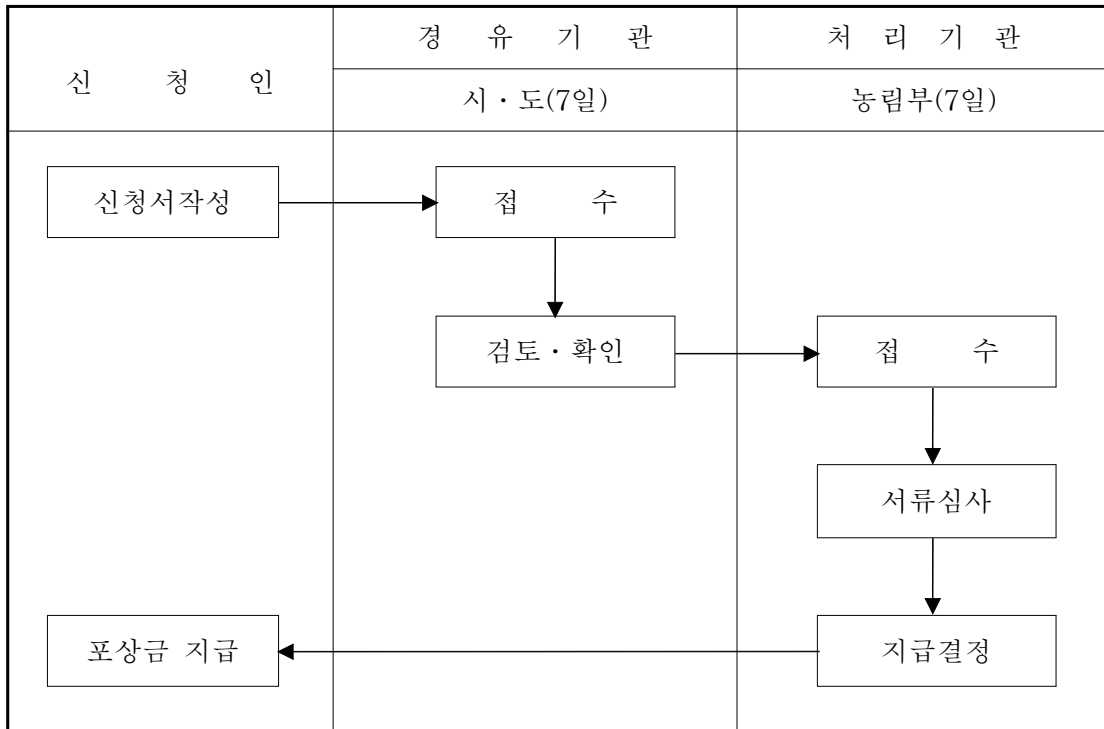 신 청 인
경 유 기 관
처 리 기 관
시·도(7일)
농림부(7일)
신청서작성
접 수
검토·확인
접 수
서류심사
포상금 지급
지급결정